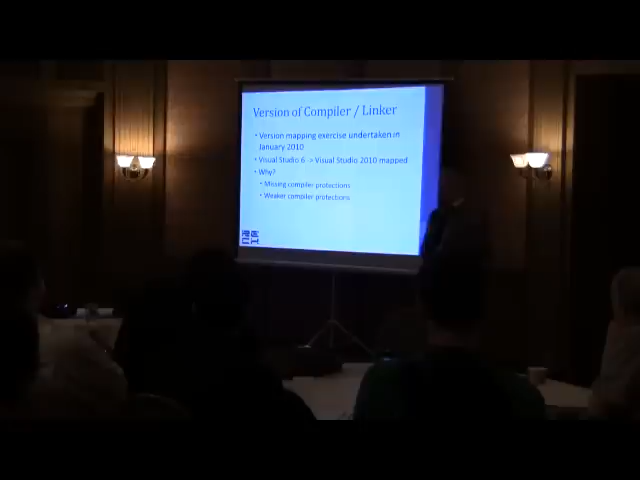 Version of Compiler / Linker
• Version mapping exercise undertaken in
January 2010
• Visual Studio 6 -> Visual Studio 2010 mapped
• Why?
• Missing compiler protections
• Weaker compiler protections